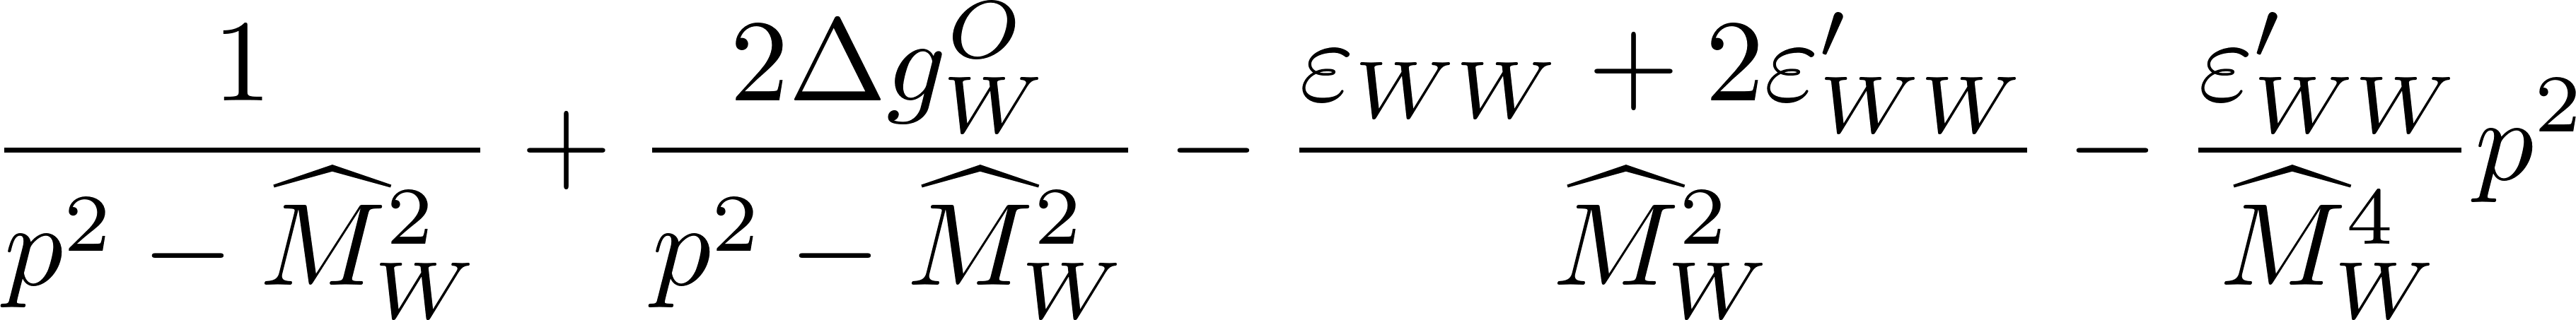 \frac{1}{p^2 - \widehat{M}_W^2} + \frac{2\Delta g_W^O}{p^2 - \widehat{M}_W^2} - \frac{\varepsilon_{WW} + 2\varepsilon'_{WW}}{\widehat{M}_W^2} - \frac{\varepsilon'_{WW}}{\widehat{M}_W^4} p^2